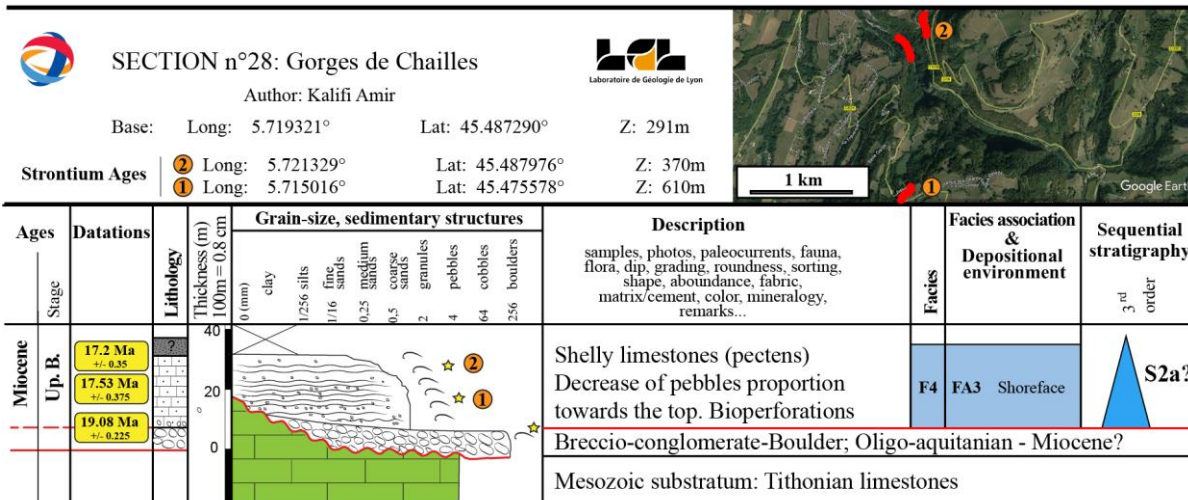 SECTION n°28: Gorges de Chailles
Author: Kalifi Amir
LGL
Laboratoire de Géologie de Lyon
Base: Long: 5.719321° Lat: 45.487290° Z: 291m
Strontium Ages
2 Long: 5.721329° Lat: 45.487976° Z: 370m
1 Long: 5.715016° Lat: 45.475578° Z: 610m
2
1
1 km
Google Earth
Ages
Stage
Datations
Lithology
Thickness (m)
100m = 0.8 cm
Grain-size, sedimentary structures
0 (mm)
clay
1/256 silts
1/16 fine sands
0,25 medium sands
0,5 coarse sands
2 granules
4 pebbles
64 cobbles
256 boulders
Description
samples, photos, paleocurrents, fauna,
flora, dip, grading, roundness, sorting,
shape, aboundance, fabric,
matrix/cement, color, mineralogy,
remarks...
Facies
Facies association
&
Depositional
environment
Sequential
stratigraphy
3rd
order
Miocene
Up. B.
17.2 Ma
+/- 0.35
17.53 Ma
+/- 0.375
19.08 Ma
+/- 0.225
?
40
20
0
2
1
Shelly limestones (pectens)
Decrease of pebbles proportion
towards the top. Bioperforations
F4
FA3 Shoreface
S2a?
Breccio-conglomerate-Boulder; Oligo-aquitanian - Miocene?
Mesozoic substratum: Tithonian limestones